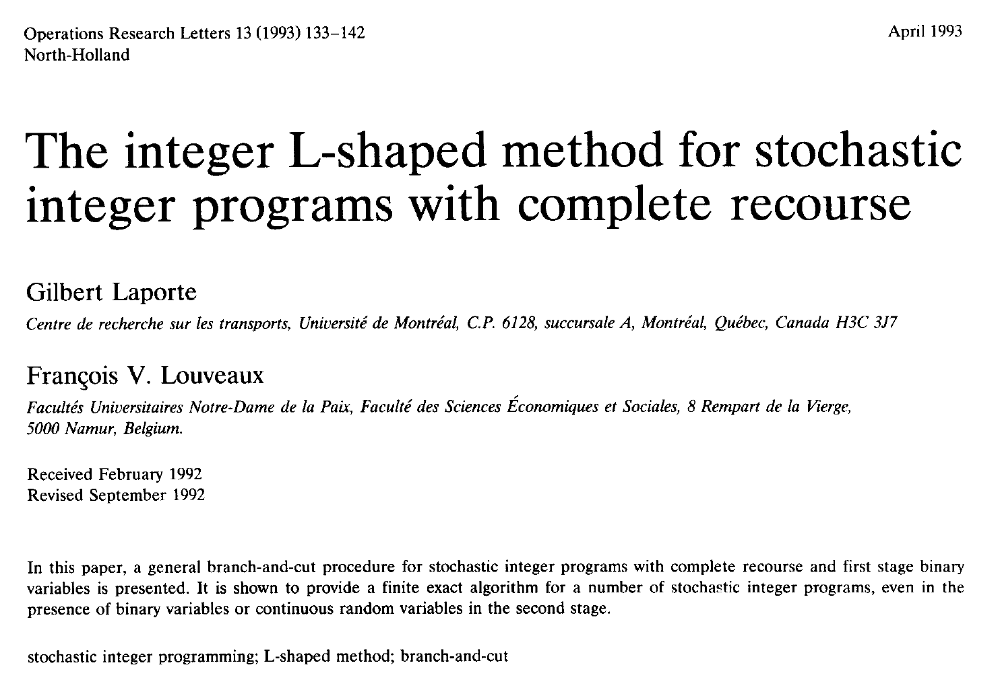 Operations Research Letters 13 (1993) 133–142
April 1993
North-Holland
The integer L-shaped method for stochastic
integer programs with complete recourse
Gilbert Laporte
Centre de recherche sur les transports, Université de Montréal, C.P. 6128, succursale A, Montréal, Québec, Canada H3C 3J7
François V. Louveaux
Facultés Universitaires Notre-Dame de la Paix, Faculté des Sciences Économiques et Sociales, 8 Rempart de la Vierge,
5000 Namur, Belgium.
Received February 1992
Revised September 1992
In this paper, a general branch-and-cut procedure for stochastic integer programs with complete recourse and first stage binary
variables is presented. It is shown to provide a finite exact algorithm for a number of stochastic integer programs, even in the
presence of binary variables or continuous random variables in the second stage.
stochastic integer programming; L-shaped method; branch-and-cut